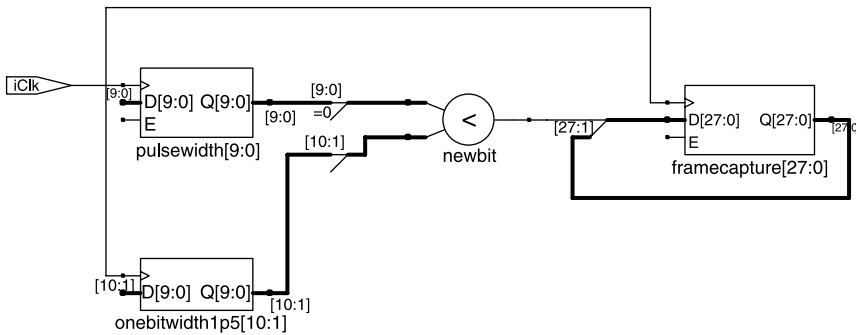 iClk
[9:0]
D[9:0] Q[9:0]
E
[9:0]
pulsewidth[9:0]
[9:0]
=0
[10:1]
<
newbit
[27:1]
D[27:0] Q[27:0]
E
[27:0
framecapture[27:0]
[10:1]
D[9:0] Q[9:0]
[10:1]
onebitwidth1p5[10:1]